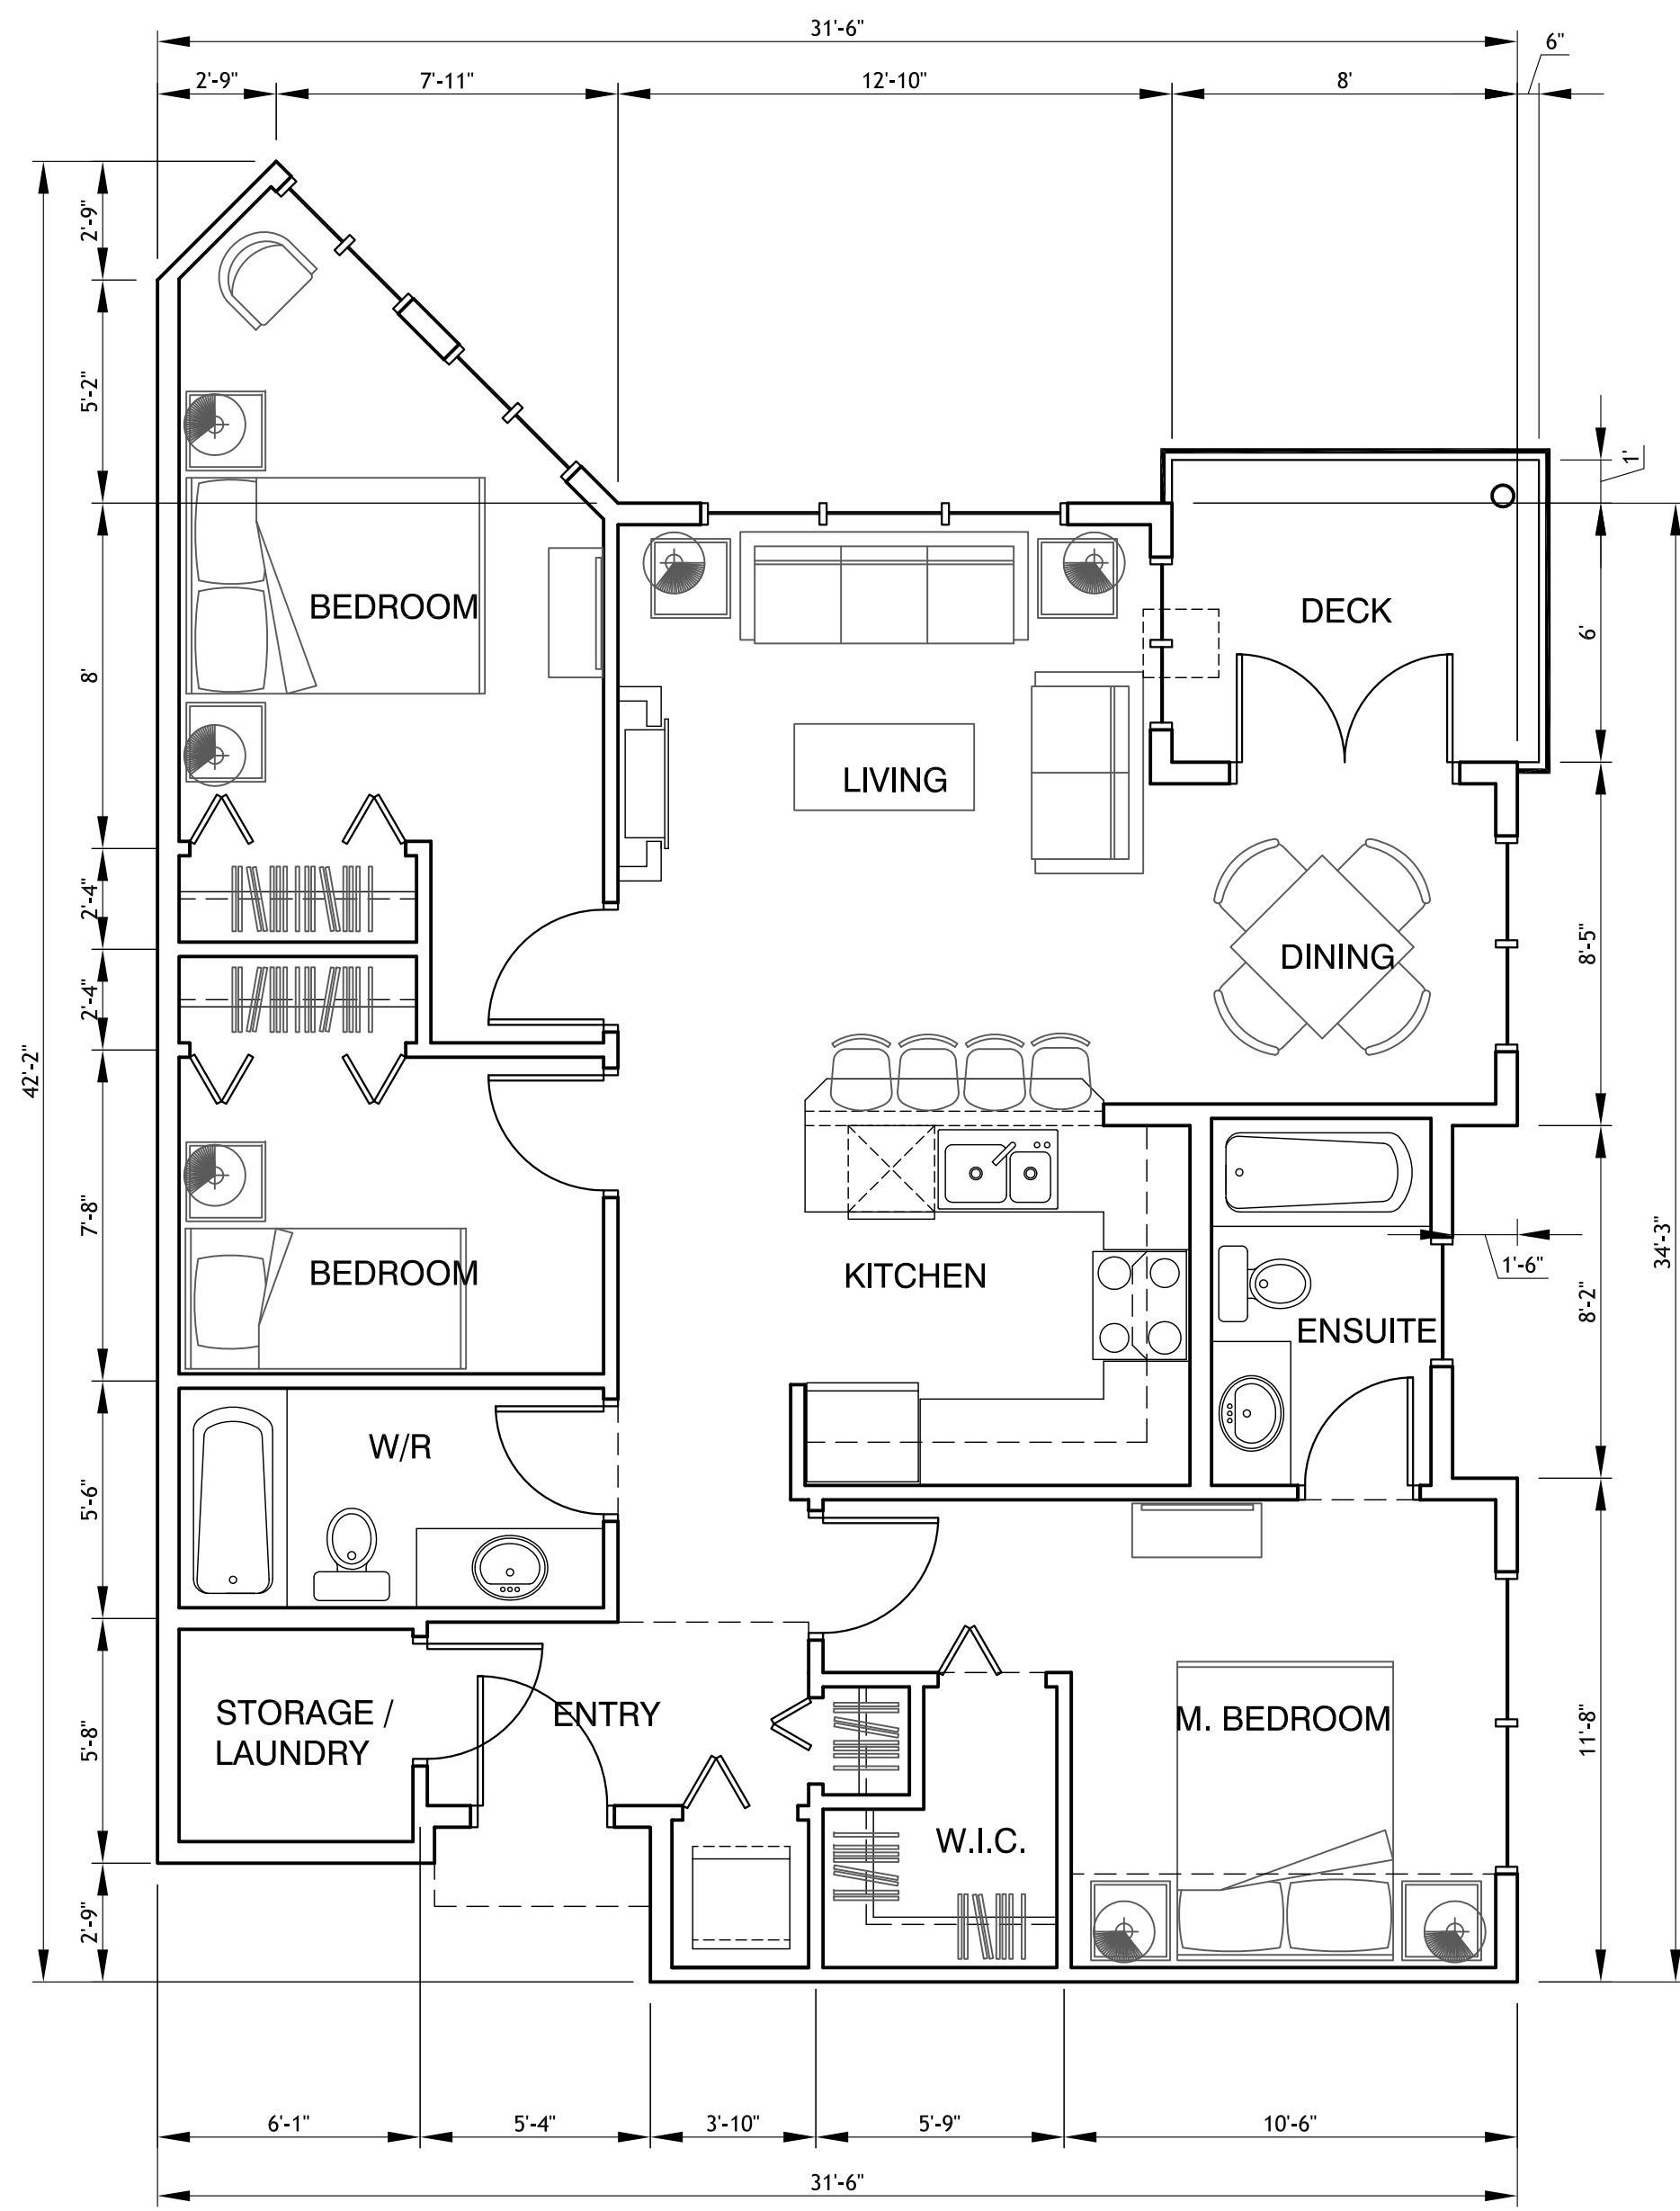 31'-6"
6"
2'-9"
7'-11"
12'-10"
8'
2'-9"
5'-2"
1'
BEDROOM
DECK
6'
8'
LIVING
2'-4"
8'-5"
DINING
2'-4"
42'-2"
7'-8"
34'-3"
1'-6"
BEDROOM
KITCHEN
8'-2"
ENSUITE
W/R
5'-6"
STORAGE /
LAUNDRY
ENTRY
M. BEDROOM
5'-8"
11'-8"
W.I.C.
2'-9"
6'-1"
5'-4"
3'-10"
5'-9"
10'-6"
31'-6"